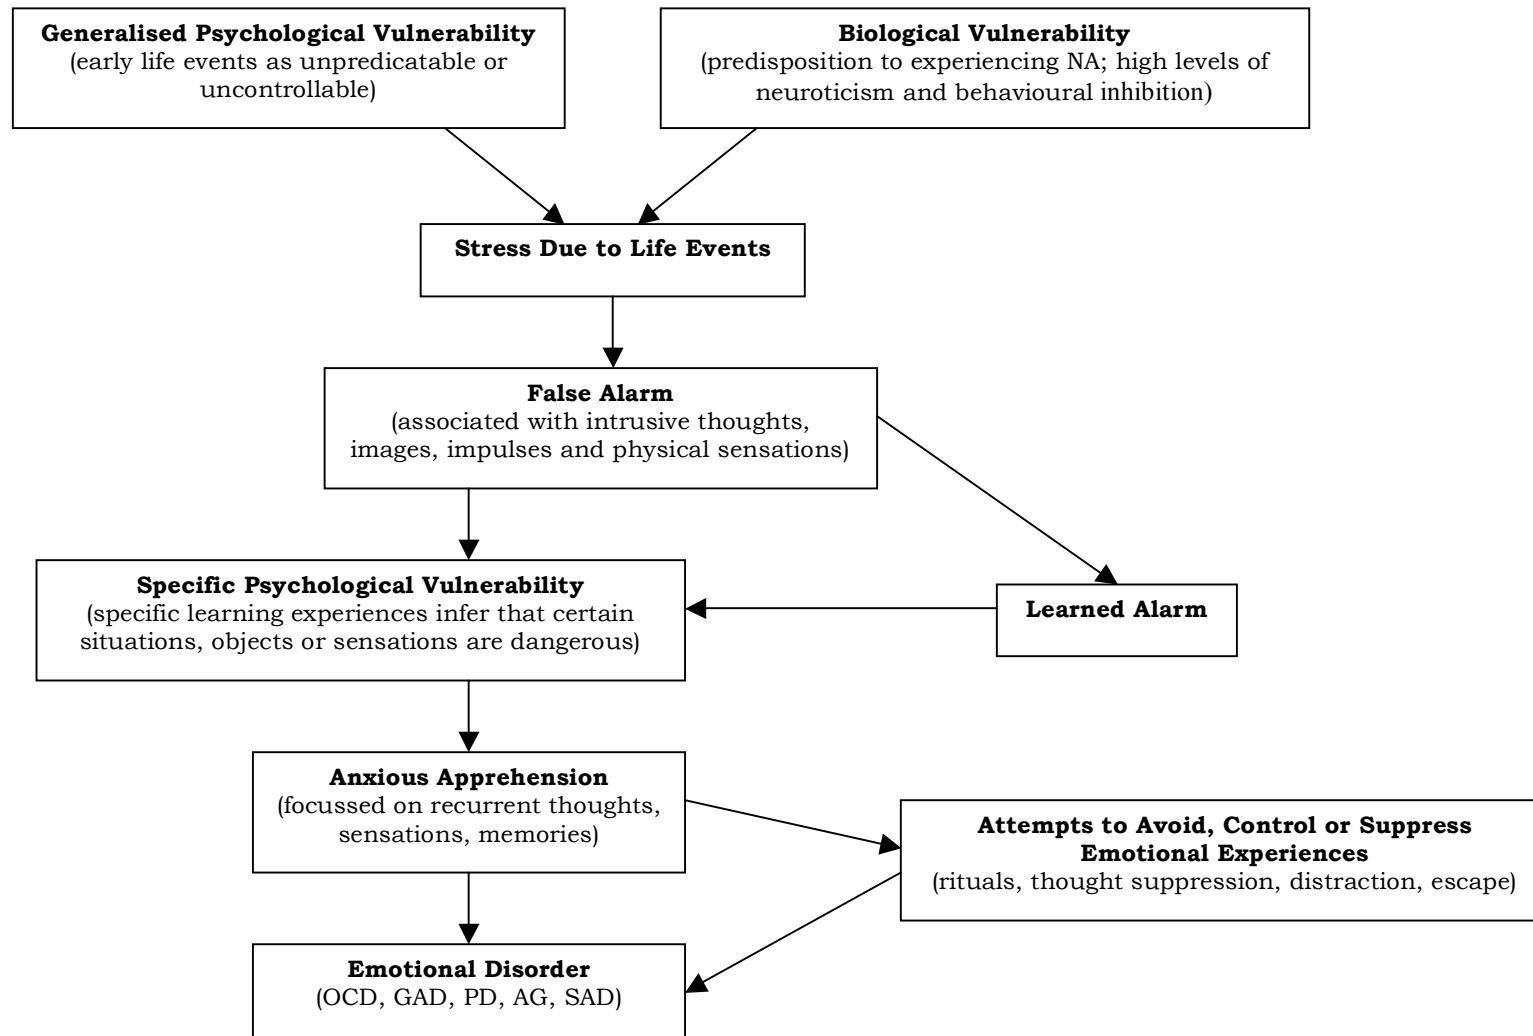 Generalised Psychological Vulnerability
(early life events as unpredicatable or
uncontrollable)
Biological Vulnerability
(predisposition to experiencing NA; high levels of
neuroticism and behavioural inhibition)
Stress Due to Life Events
False Alarm
(associated with intrusive thoughts,
images, impulses and physical sensations)
Specific Psychological Vulnerability
(specific learning experiences infer that certain
situations, objects or sensations are dangerous)
Learned Alarm
Anxious Apprehension
(focussed on recurrent thoughts,
sensations, memories)
Attempts to Avoid, Control or Suppress
Emotional Experiences
(rituals, thought suppression, distraction, escape)
Emotional Disorder
(OCD, GAD, PD, AG, SAD)